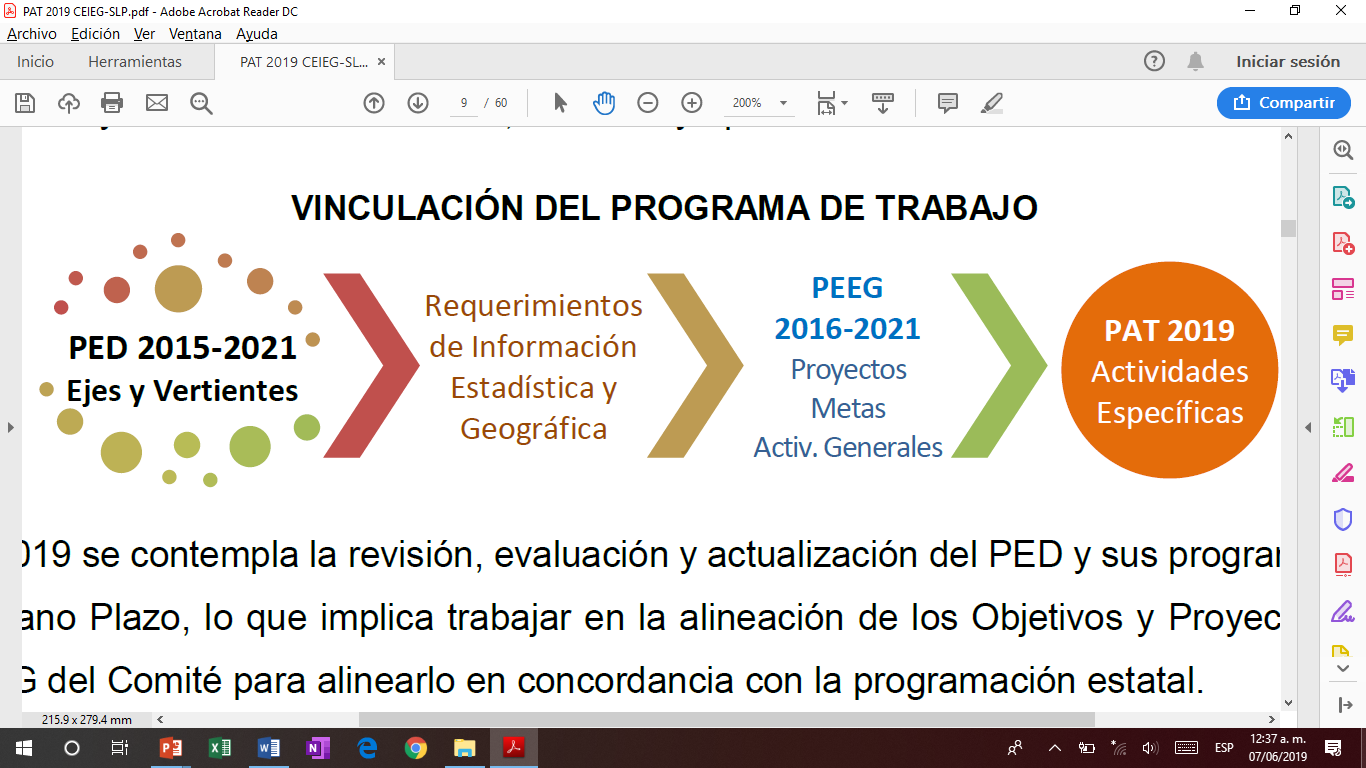 PAT 2019 CEIEG-SLP.pdf - Adobe Acrobat Reader DC
Archivo Edición Ver Ventana Ayuda
Inicio Herramientas PAT 2019 CEIEG-SL... × Iniciar sesión
9 / 60 200% Compartir
VINCULACIÓN DEL PROGRAMA DE TRABAJO
PED 2015-2021
Ejes y Vertientes
Requerimientos
de Información
Estadística y
Geográfica
PEEG
2016-2021
Proyectos
Metas
Activ. Generales
PAT 2019
Actividades
Específicas
019 se contempla la revisión, evaluación y actualización del PED y sus progra
ano Plazo, lo que implica trabajar en la alineación de los Objetivos y Proyec
G del Comité para alinearlo en concordancia con la programación estatal.
215.9 x 279.4 mm
ESP 12:37 a. m.
07/06/2019